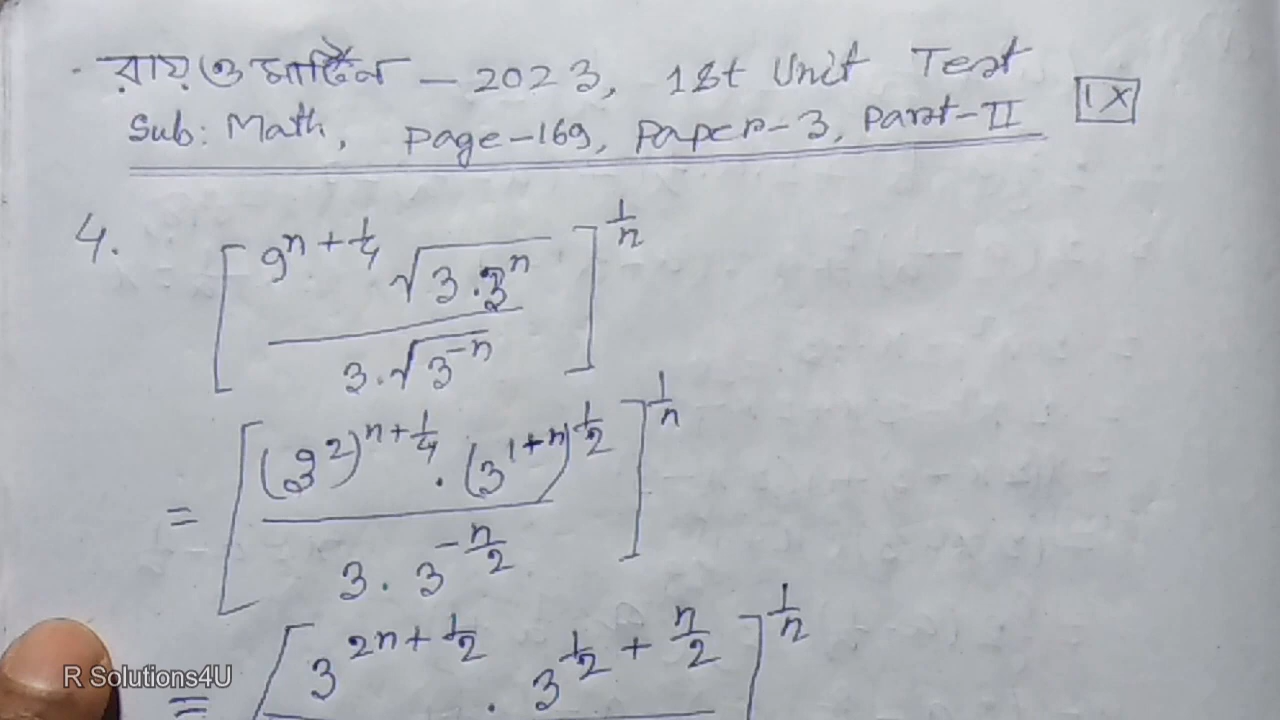 রায় ও মার্টিন – 2023, 1st Unit Test
Sub: Math, Page-169, Paper-3, Part-II IX
4. [ 9^(n + 1/4) √(3 · 3^n) / (3 · √(3^(-n))) ]^(1/n)
= [ (3^2)^(n + 1/4) · (3^(1+n))^(1/2) / (3 · 3^(-n/2)) ]^(1/n)
= [ 3^(2n + 1/2) · 3^(1/2 + n/2) ]^(1/n)
R Solutions4U